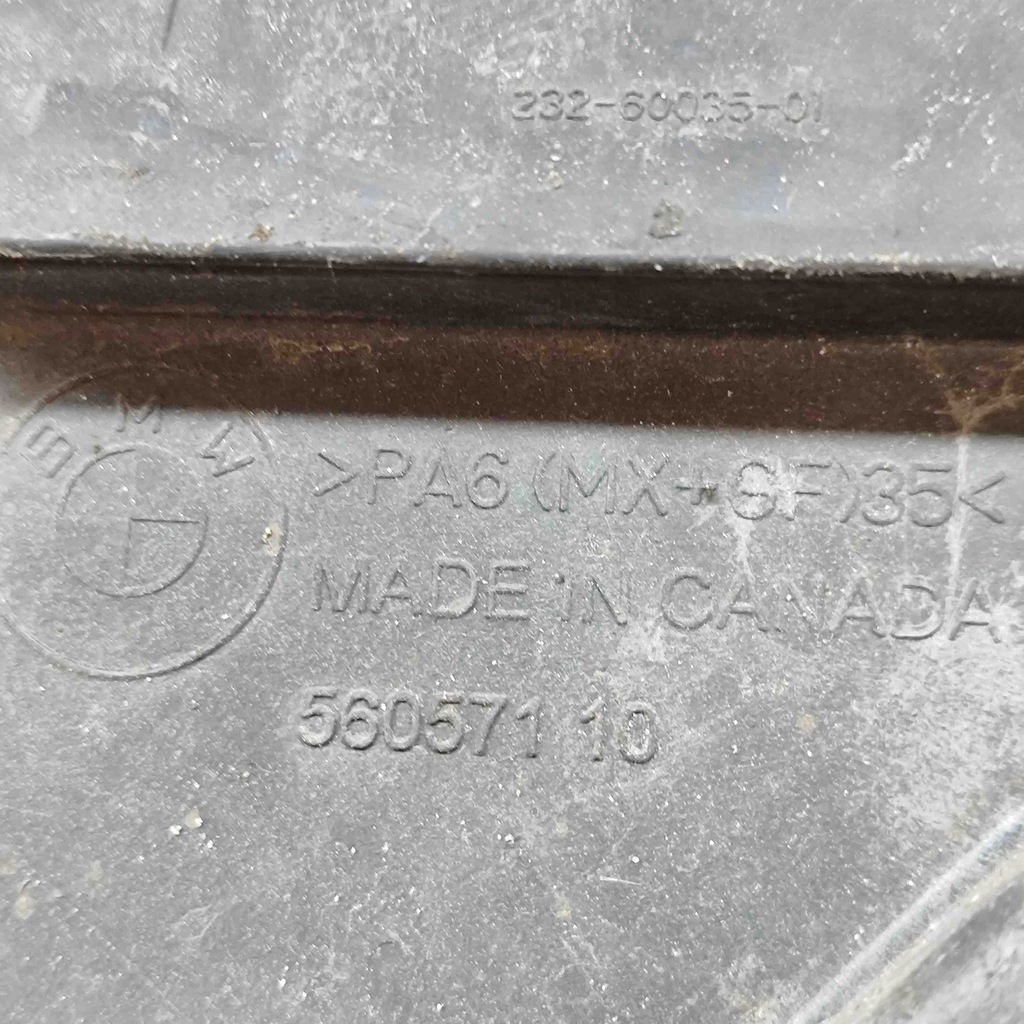 232-60035-01
BMW
>PA6(MX+GF)35<
MADE IN CANADA
560571 10